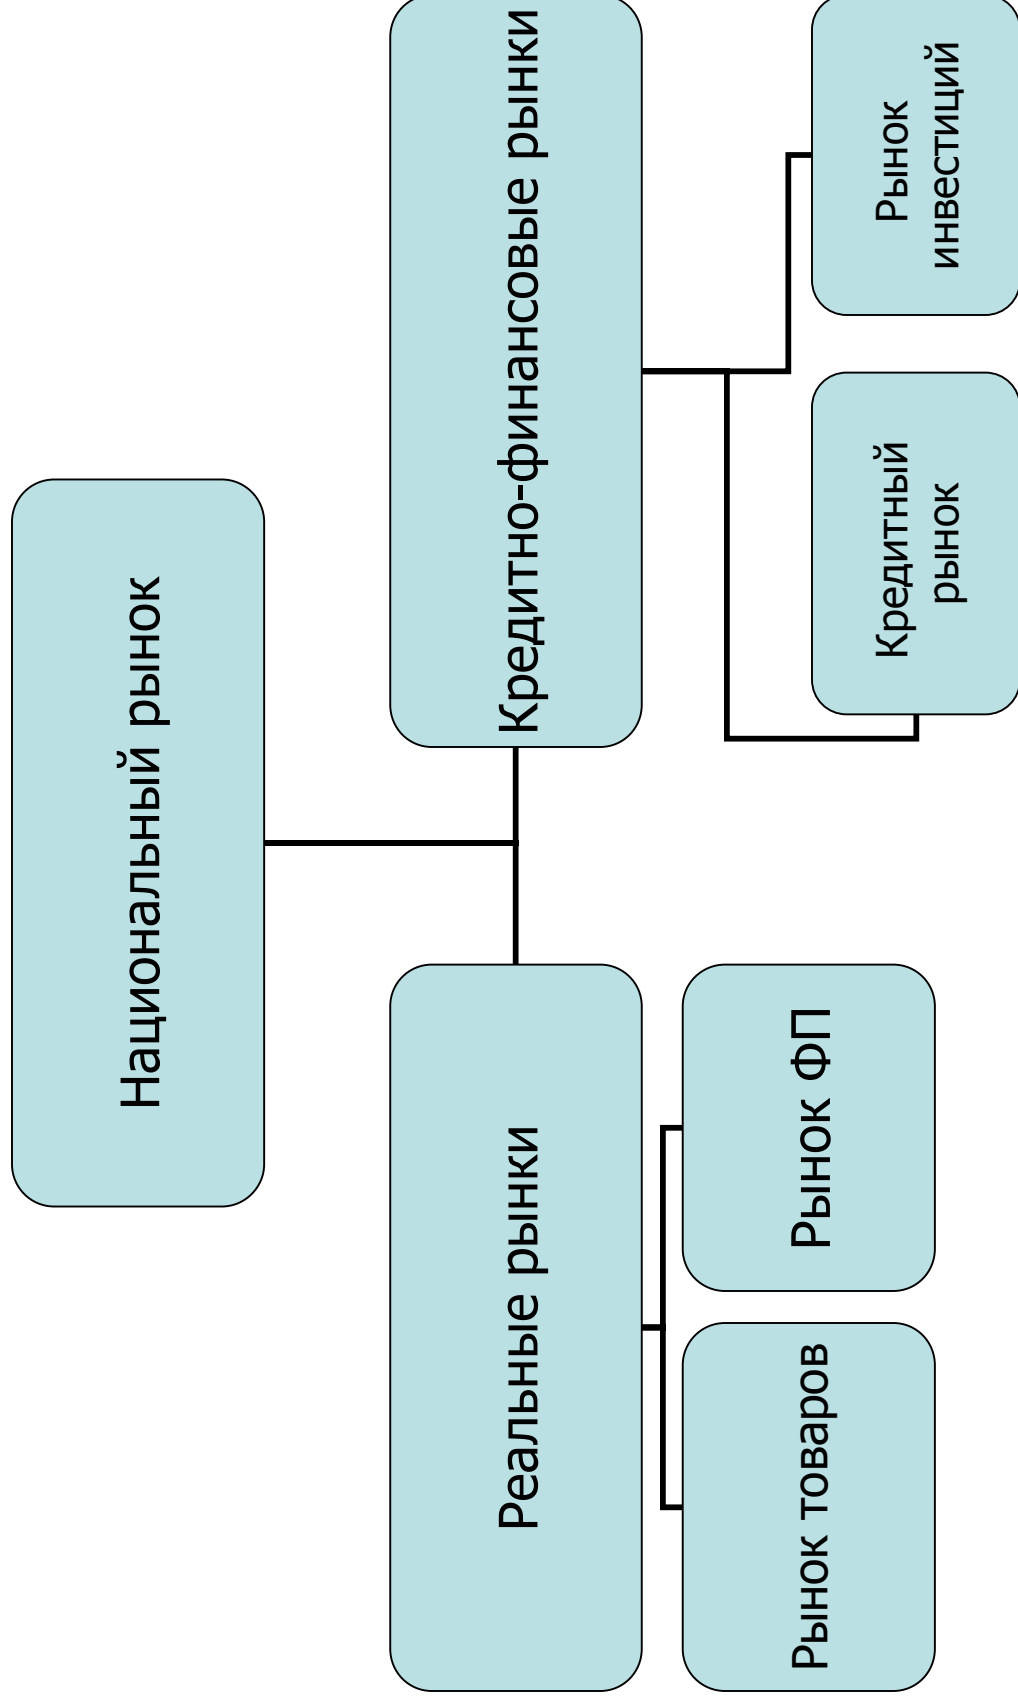 Национальный рынок
Реальные рынки
Кредитно-финансовые рынки
Рынок товаров
Рынок ФП
Кредитный
рынок
Рынок
инвестиций